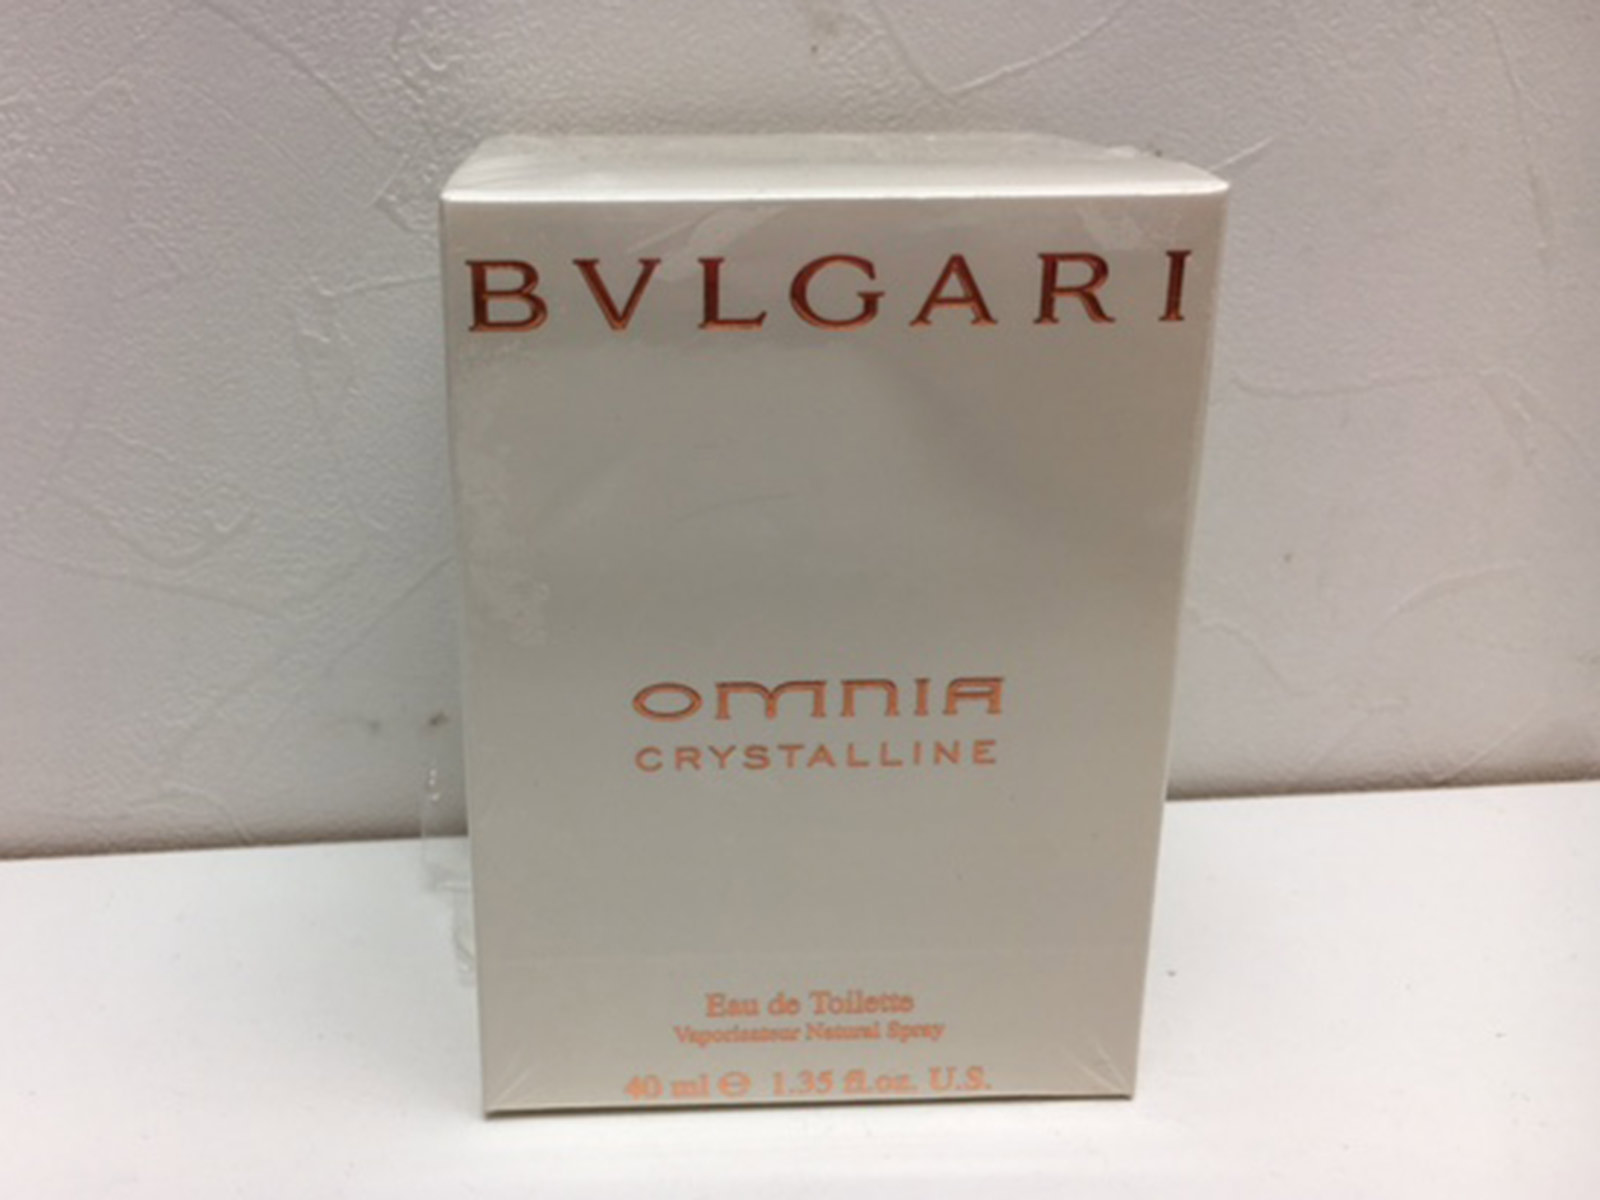 BVLGARI
OMNIA
CRYSTALLINE
Eau de Toilette
Vaporisateur Natural Spray
40 ml ℮ 1.35 fl.oz. U.S.